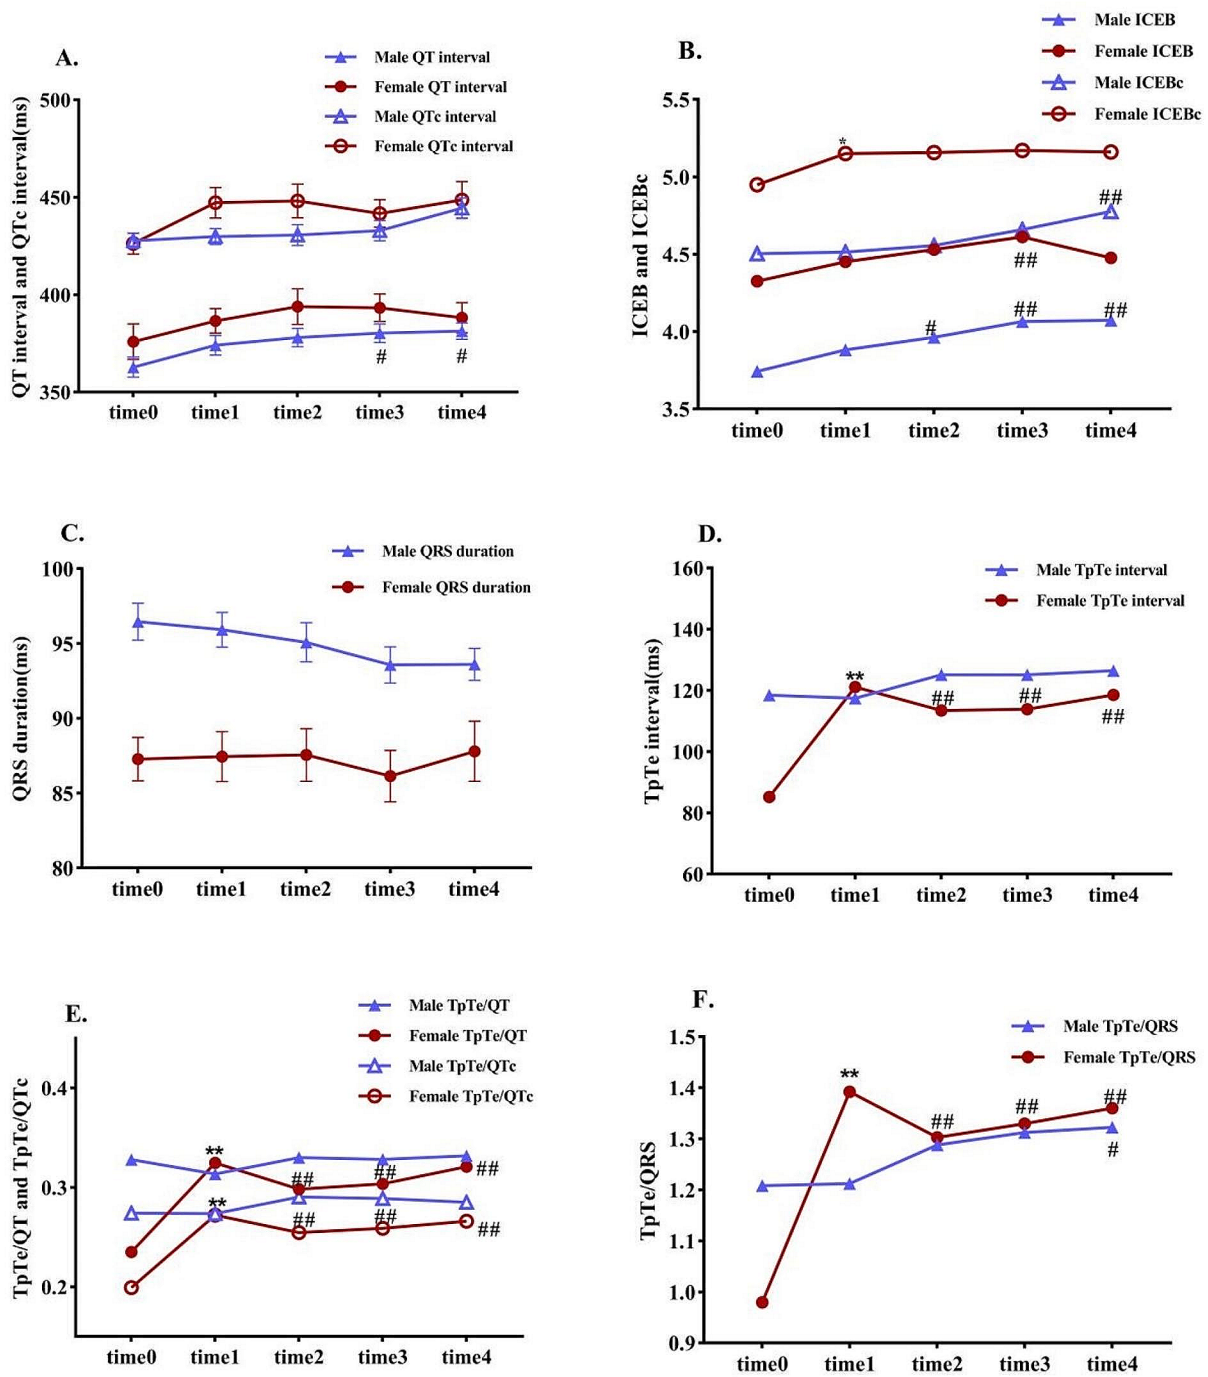 A.
Male QT interval
Female QT interval
Male QTc interval
Female QTc interval
QT interval and QTc interval(ms)
500
450
400
350
#
#
time0 time1 time2 time3 time4
B.
Male ICEB
Female ICEB
Male ICEBc
Female ICEBc
ICEB and ICEBc
5.5
5.0
4.5
4.0
3.5
*
##
##
#
##
##
time0 time1 time2 time3 time4
C.
Male QRS duration
Female QRS duration
QRS duration(ms)
100
95
90
85
80
time0 time1 time2 time3 time4
D.
Male TpTe interval
Female TpTe interval
TpTe interval(ms)
160
140
120
100
80
60
**
##
##
##
time0 time1 time2 time3 time4
E.
Male TpTe/QT
Female TpTe/QT
Male TpTe/QTc
Female TpTe/QTc
TpTe/QT and TpTe/QTc
0.4
0.3
0.2
**
##
##
##
**
##
##
##
time0 time1 time2 time3 time4
F.
Male TpTe/QRS
Female TpTe/QRS
TpTe/QRS
1.5
1.4
1.3
1.2
1.1
1.0
0.9
**
##
##
##
#
time0 time1 time2 time3 time4